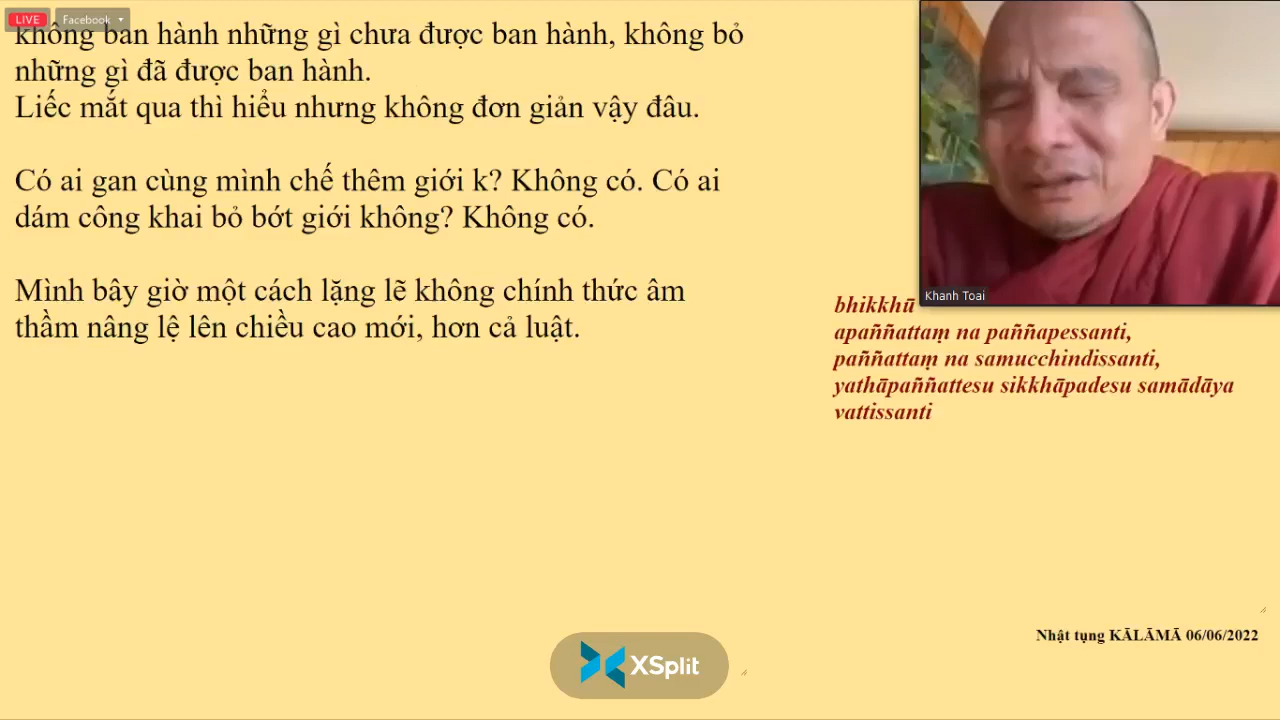 LIVE
Facebook
không ban hành những gì chưa được ban hành, không bỏ
những gì đã được ban hành.
Liếc mắt qua thì hiểu nhưng không đơn giản vậy đâu.
Có ai gan cùng mình chế thêm giới k? Không có. Có ai
dám công khai bỏ bớt giới không? Không có.
Mình bây giờ một cách lặng lẽ không chính thức âm
thầm nâng lệ lên chiều cao mới, hơn cả luật.
Khanh Toai
bhikkhū
apaññattaṃ na paññapessanti,
paññattaṃ na samucchindissanti,
yathāpaññattesu sikkhāpadesu samādāya
vattissanti
Nhật tụng KĀLĀMĀ 06/06/2022
XSplit